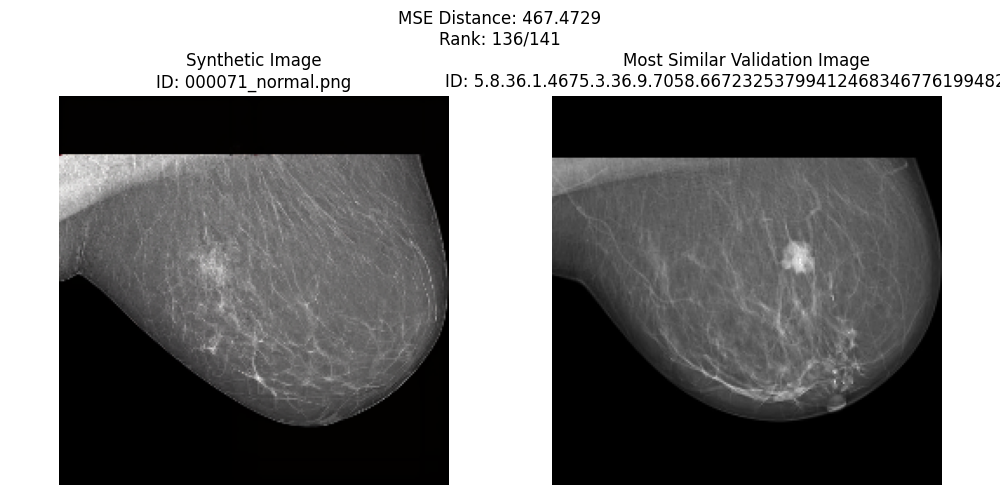 MSE Distance: 467.4729
Rank: 136/141
Synthetic Image
ID: 000071_normal.png
Most Similar Validation Image
ID: 5.8.36.1.4675.3.36.9.7058.66723253799412468346776199482